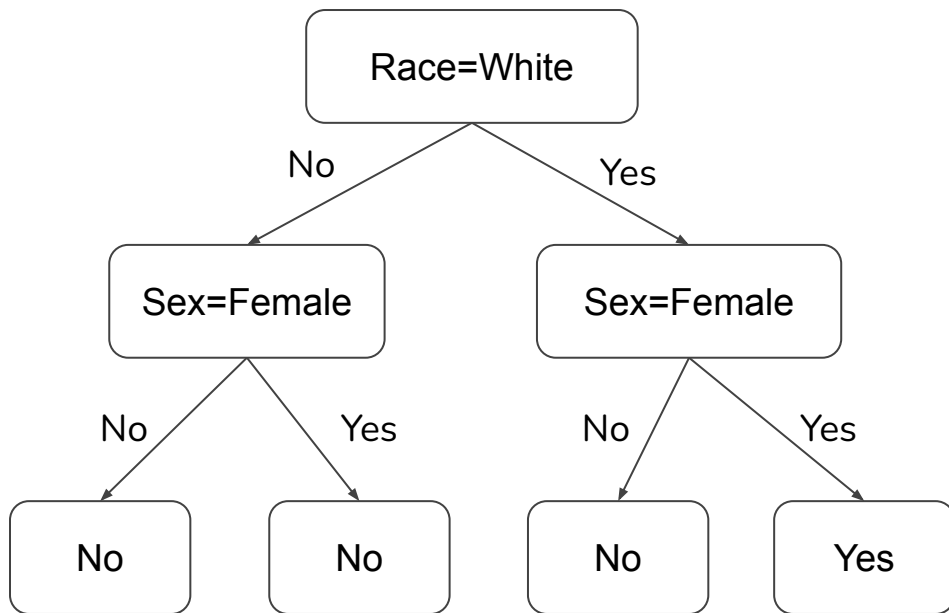 Race=White
No
Yes
Sex=Female
Sex=Female
No
Yes
No
Yes
No
No
No
Yes